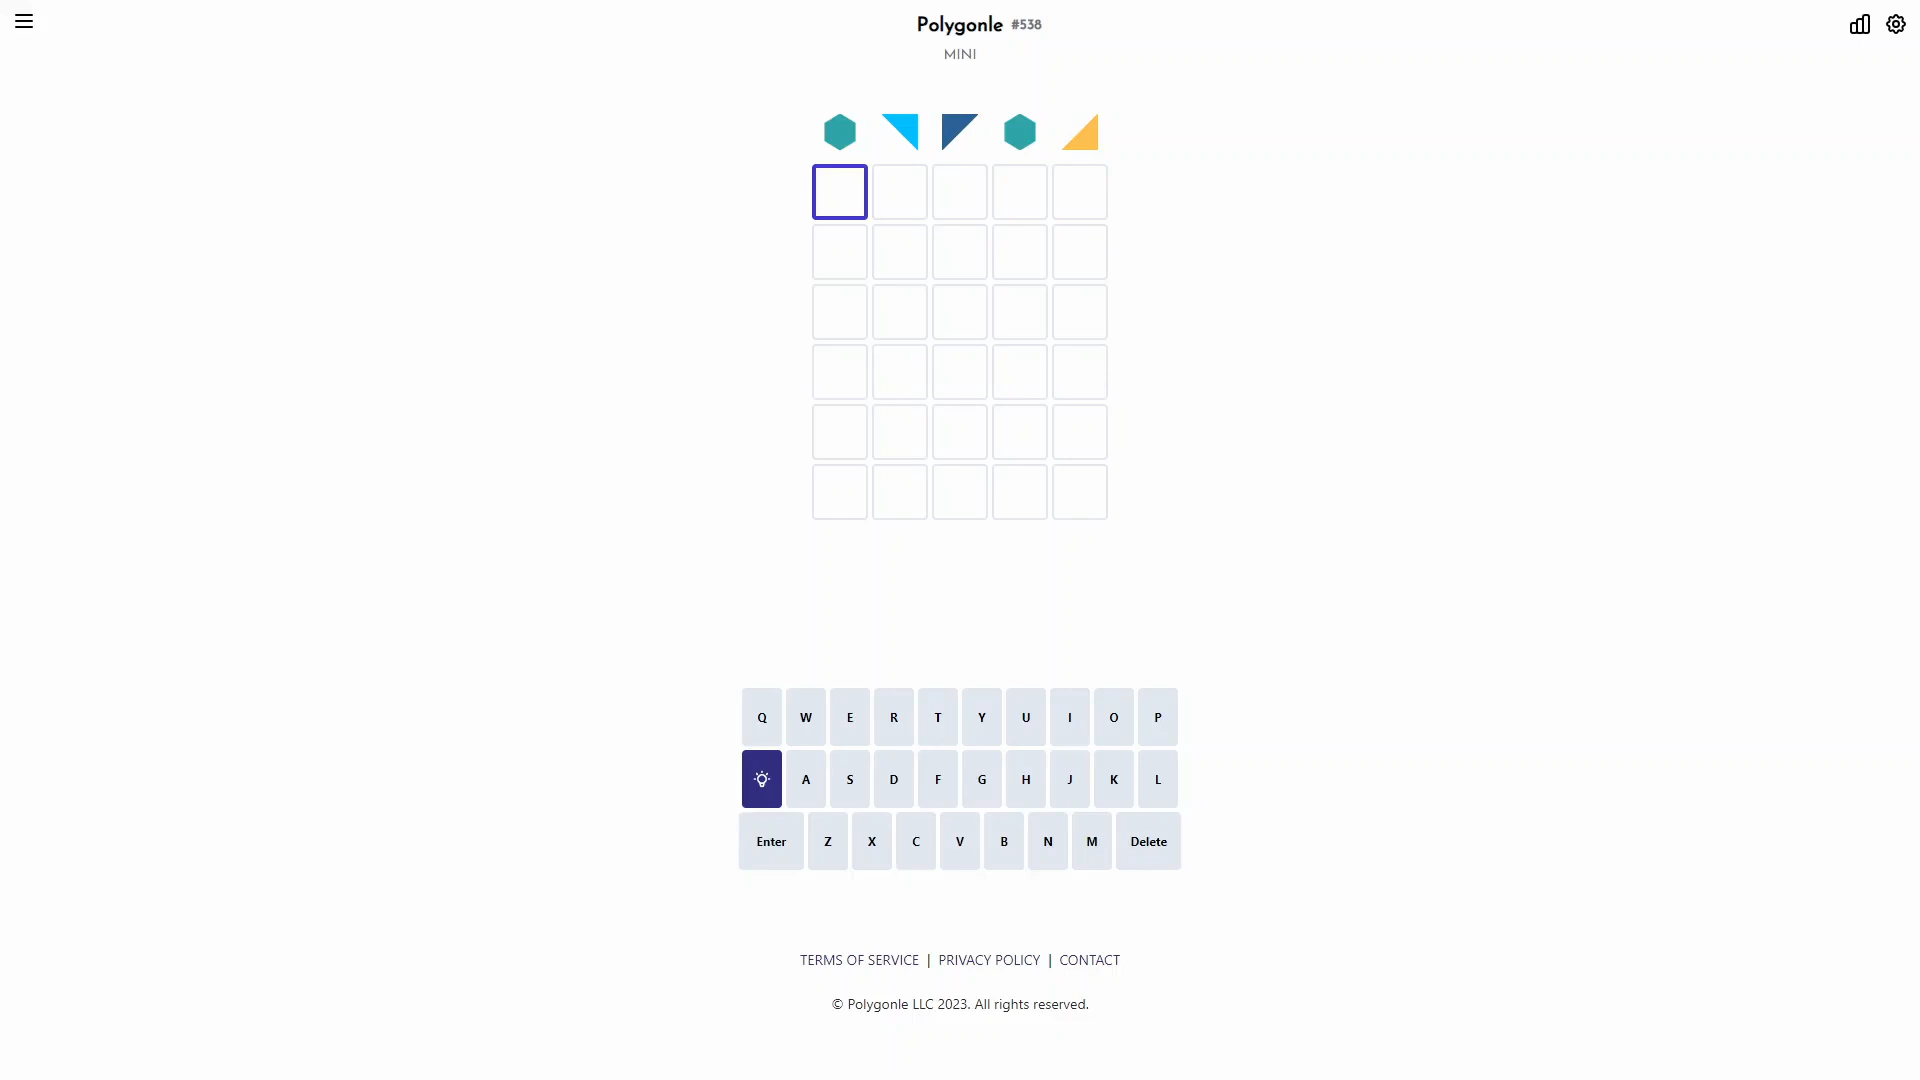 Polygonle #538
MINI
Q W E R T Y U I O P
A S D F G H J K L
Enter Z X C V B N M Delete
TERMS OF SERVICE | PRIVACY POLICY | CONTACT
© Polygonle LLC 2023. All rights reserved.